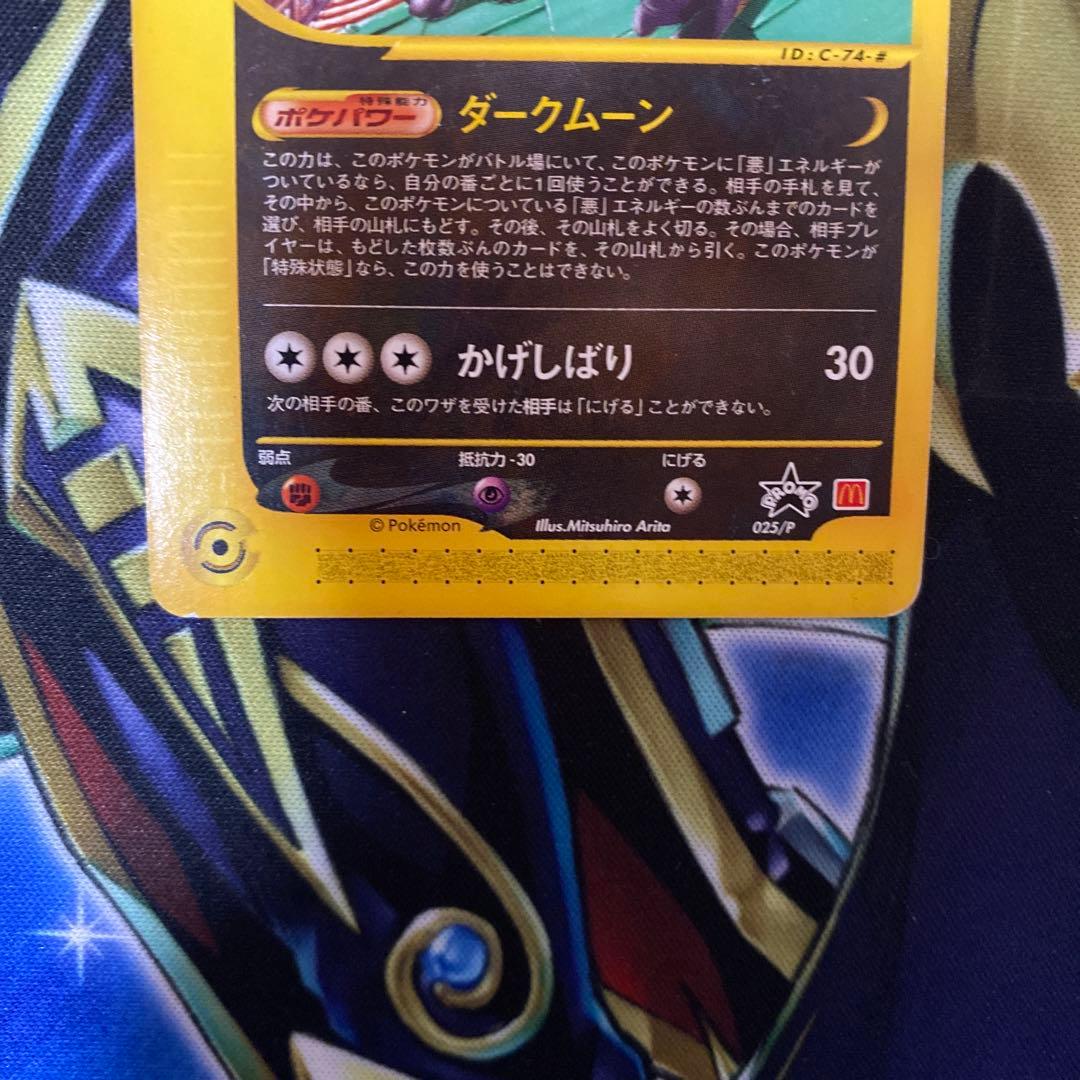 ID:C-74-#
特殊能力
ポケパワー ダークムーン
この力は、このポケモンがバトル場にいて、このポケモンに「悪」エネルギーが
ついているなら、自分の番ごとに1回使うことができる。相手の手札を見て、
その中から、このポケモンについている「悪」エネルギーの数ぶんまでのカードを
選び、相手の山札にもどす。その後、その山札をよく切る。その場合、相手プレ
イヤーは、もどした枚数ぶんのカードを、その山札から引く。このポケモンが
「特殊状態」なら、この力を使うことはできない。
かげしばり 30
次の相手の番、このワザを受けた相手は「にげる」ことができない。
弱点 抵抗力-30 にげる
PROMO
025/P
©Pokémon Illus.Mitsuhiro Arita